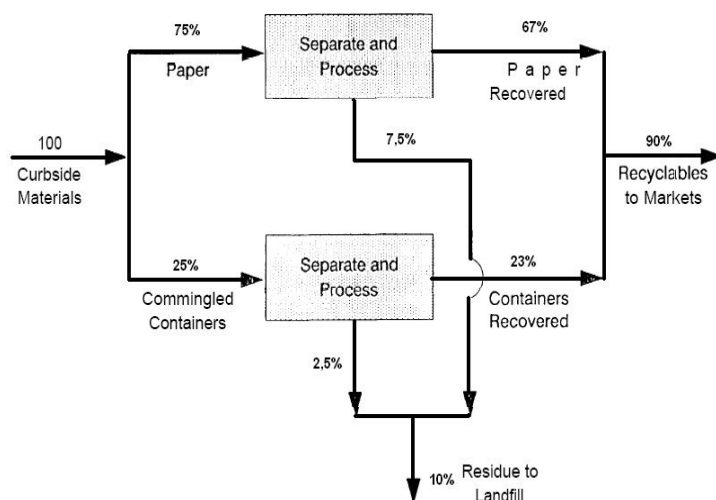 75%
Paper
Separate and
Process
67%
P a p e r
Recovered
7,5%
100
Curbside
Materials
90%
Recyclables
to Markets
25%
Commingled
Containers
Separate and
Process
23%
Containers
Recovered
2,5%
10%
Residue to
Landfill